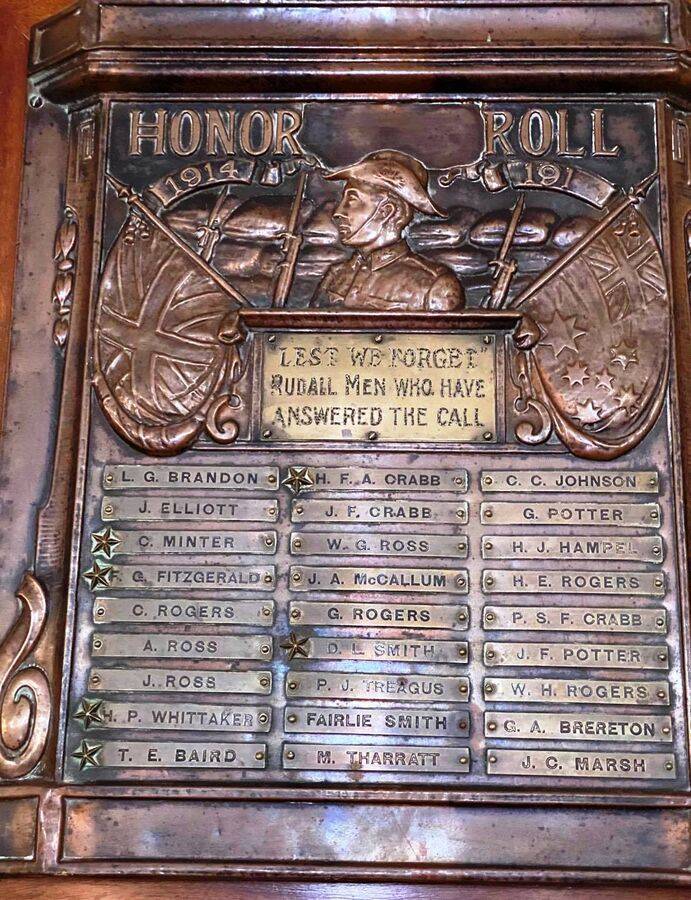 HONOR ROLL
1914 191
"LEST WE FORGET"
RUDALL MEN WHO HAVE
ANSWERED THE CALL
L. G. BRANDON
J. ELLIOTT
C. MINTER
F. G. FITZGERALD
C. ROGERS
A. ROSS
J. ROSS
H. P. WHITTAKER
T. E. BAIRD
H. F. A. CRABB
J. F. CRABB
W. G. ROSS
J. A. McCALLUM
G. ROGERS
D. L. SMITH
P. J. TREAGUS
FAIRLIE SMITH
M. THARRATT
C. C. JOHNSON
G. POTTER
H. J. HAMPEL
H. E. ROGERS
P. S. F. CRABB
J. F. POTTER
W. H. ROGERS
G. A. BRERETON
J. C. MARSH